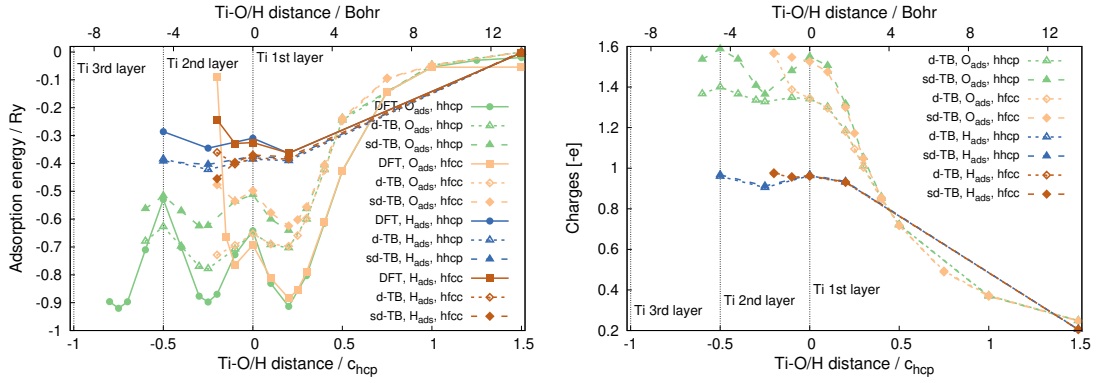 Ti-O/H distance / Bohr
-8 -4 0 4 8 12
0
-0.1
-0.2
-0.3
-0.4
-0.5
-0.6
-0.7
-0.8
-0.9
-1
Adsorption energy / Ry
Ti 3rd layer
Ti 2nd layer
Ti 1st layer
DFT, O_ads, hhcp
d-TB, O_ads, hhcp
sd-TB, O_ads, hhcp
DFT, O_ads, hfcc
d-TB, O_ads, hfcc
sd-TB, O_ads, hfcc
DFT, H_ads, hhcp
d-TB, H_ads, hhcp
sd-TB, H_ads, hhcp
DFT, H_ads, hfcc
d-TB, H_ads, hfcc
sd-TB, H_ads, hfcc
-1 -0.5 0 0.5 1 1.5
Ti-O/H distance / c_hcp
Ti-O/H distance / Bohr
-8 -4 0 4 8 12
1.6
1.4
1.2
1
0.8
0.6
0.4
0.2
Charges [-e]
d-TB, O_ads, hhcp
sd-TB, O_ads, hhcp
d-TB, O_ads, hfcc
sd-TB, O_ads, hfcc
d-TB, H_ads, hhcp
sd-TB, H_ads, hhcp
d-TB, H_ads, hfcc
sd-TB, H_ads, hfcc
Ti 3rd layer
Ti 2nd layer
Ti 1st layer
-1 -0.5 0 0.5 1 1.5
Ti-O/H distance / c_hcp